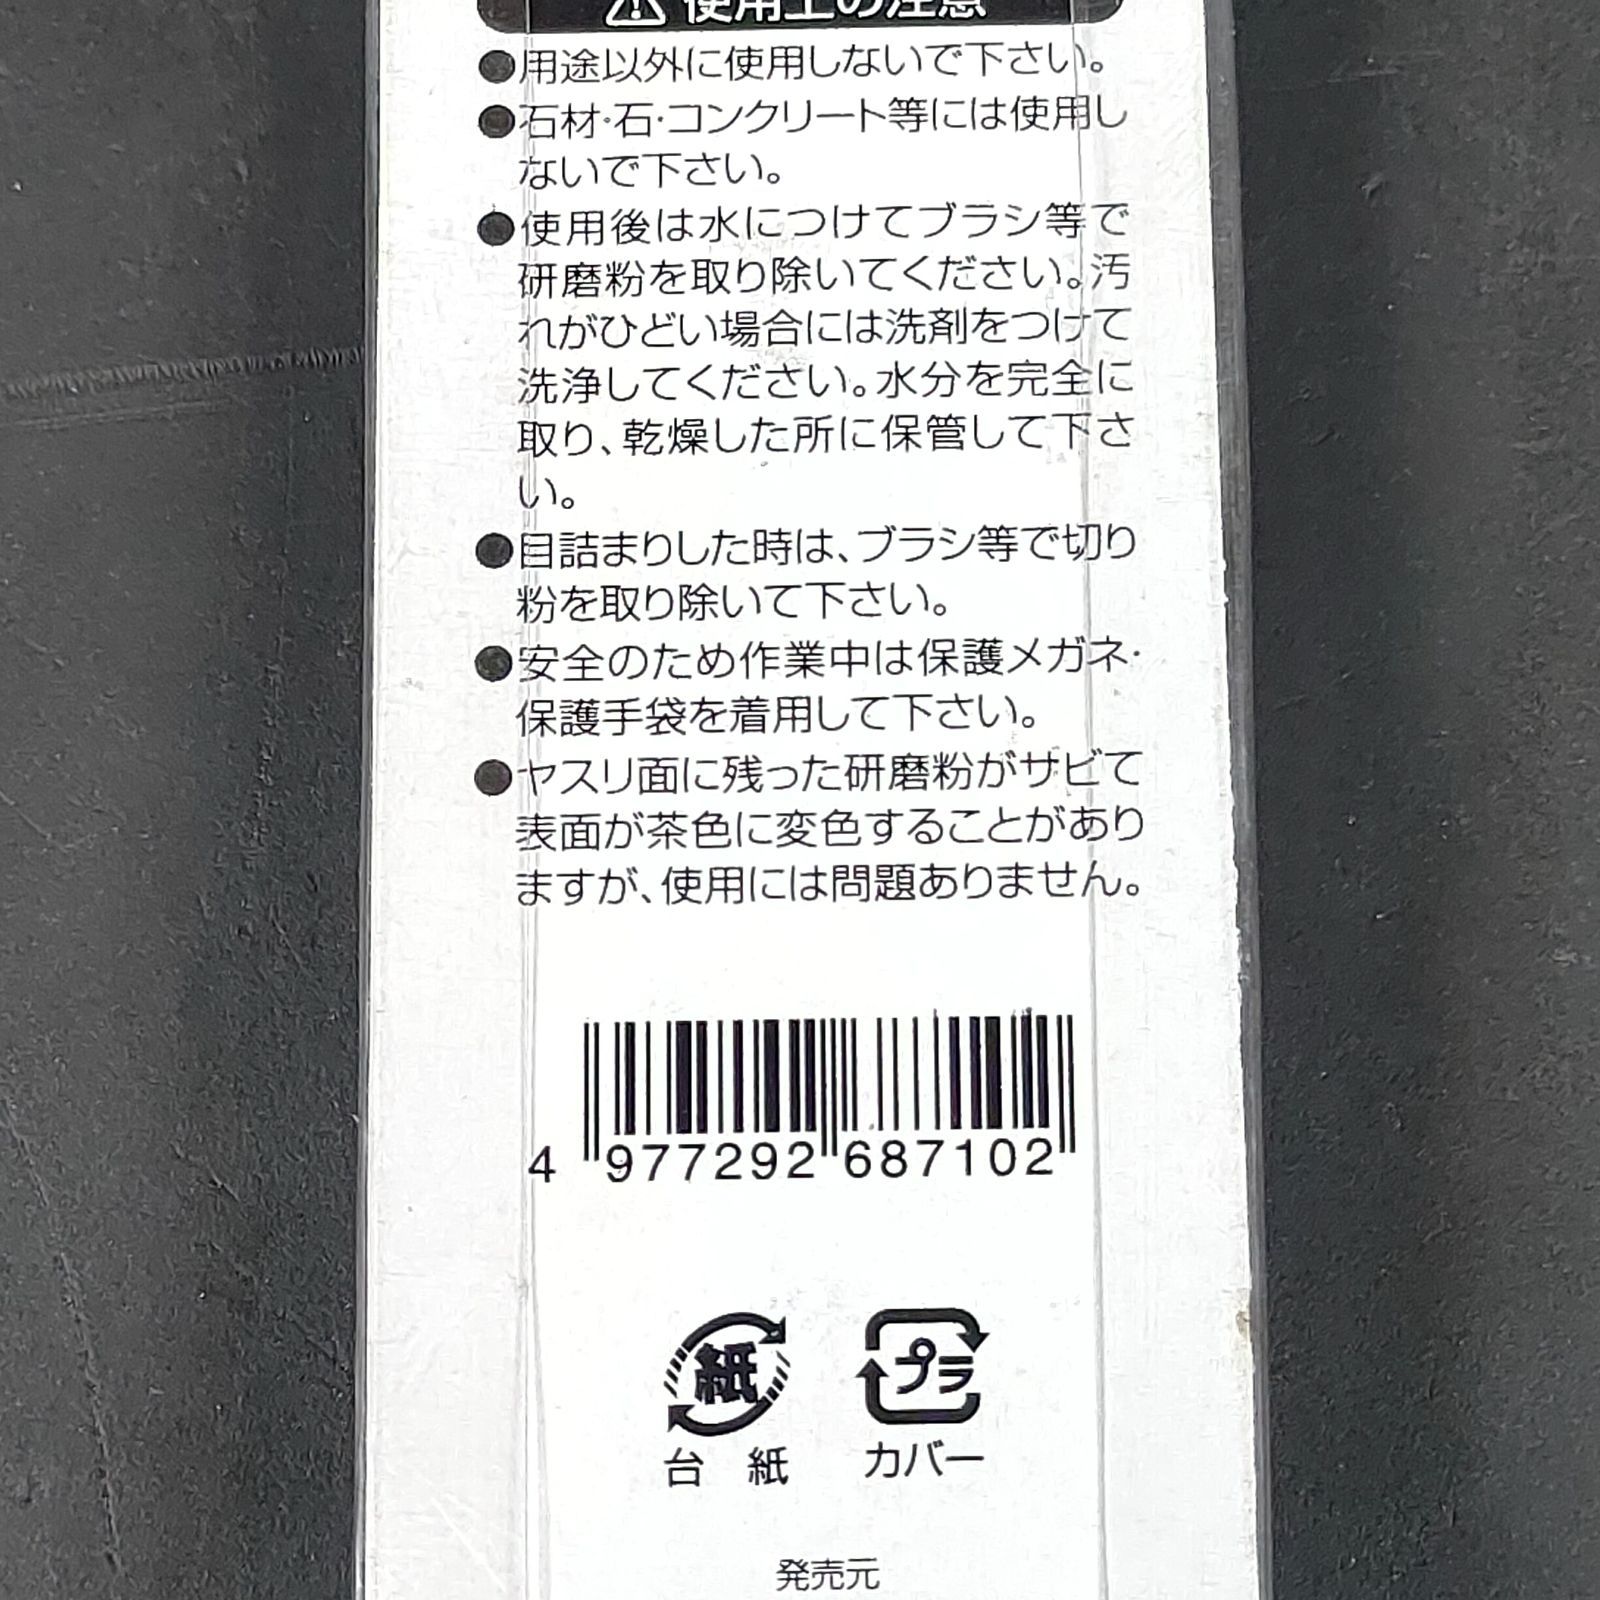 ⚠使用上の注意
●用途以外に使用しないで下さい。
●石材・石・コンクリート等には使用し
ないで下さい。
●使用後は水につけてブラシ等で
研磨粉を取り除いてください。汚
れがひどい場合には洗剤をつけて
洗浄してください。水分を完全に
取り、乾燥した所に保管して下さ
い。
●目詰まりした時は、ブラシ等で切り
粉を取り除いて下さい。
●安全のため作業中は保護メガネ・
保護手袋を着用して下さい。
●ヤスリ面に残った研磨粉がサビて
表面が茶色に変色することがあり
ますが、使用には問題ありません。
4 977292 687102
紙 プラ
台 紙 カバー
発売元